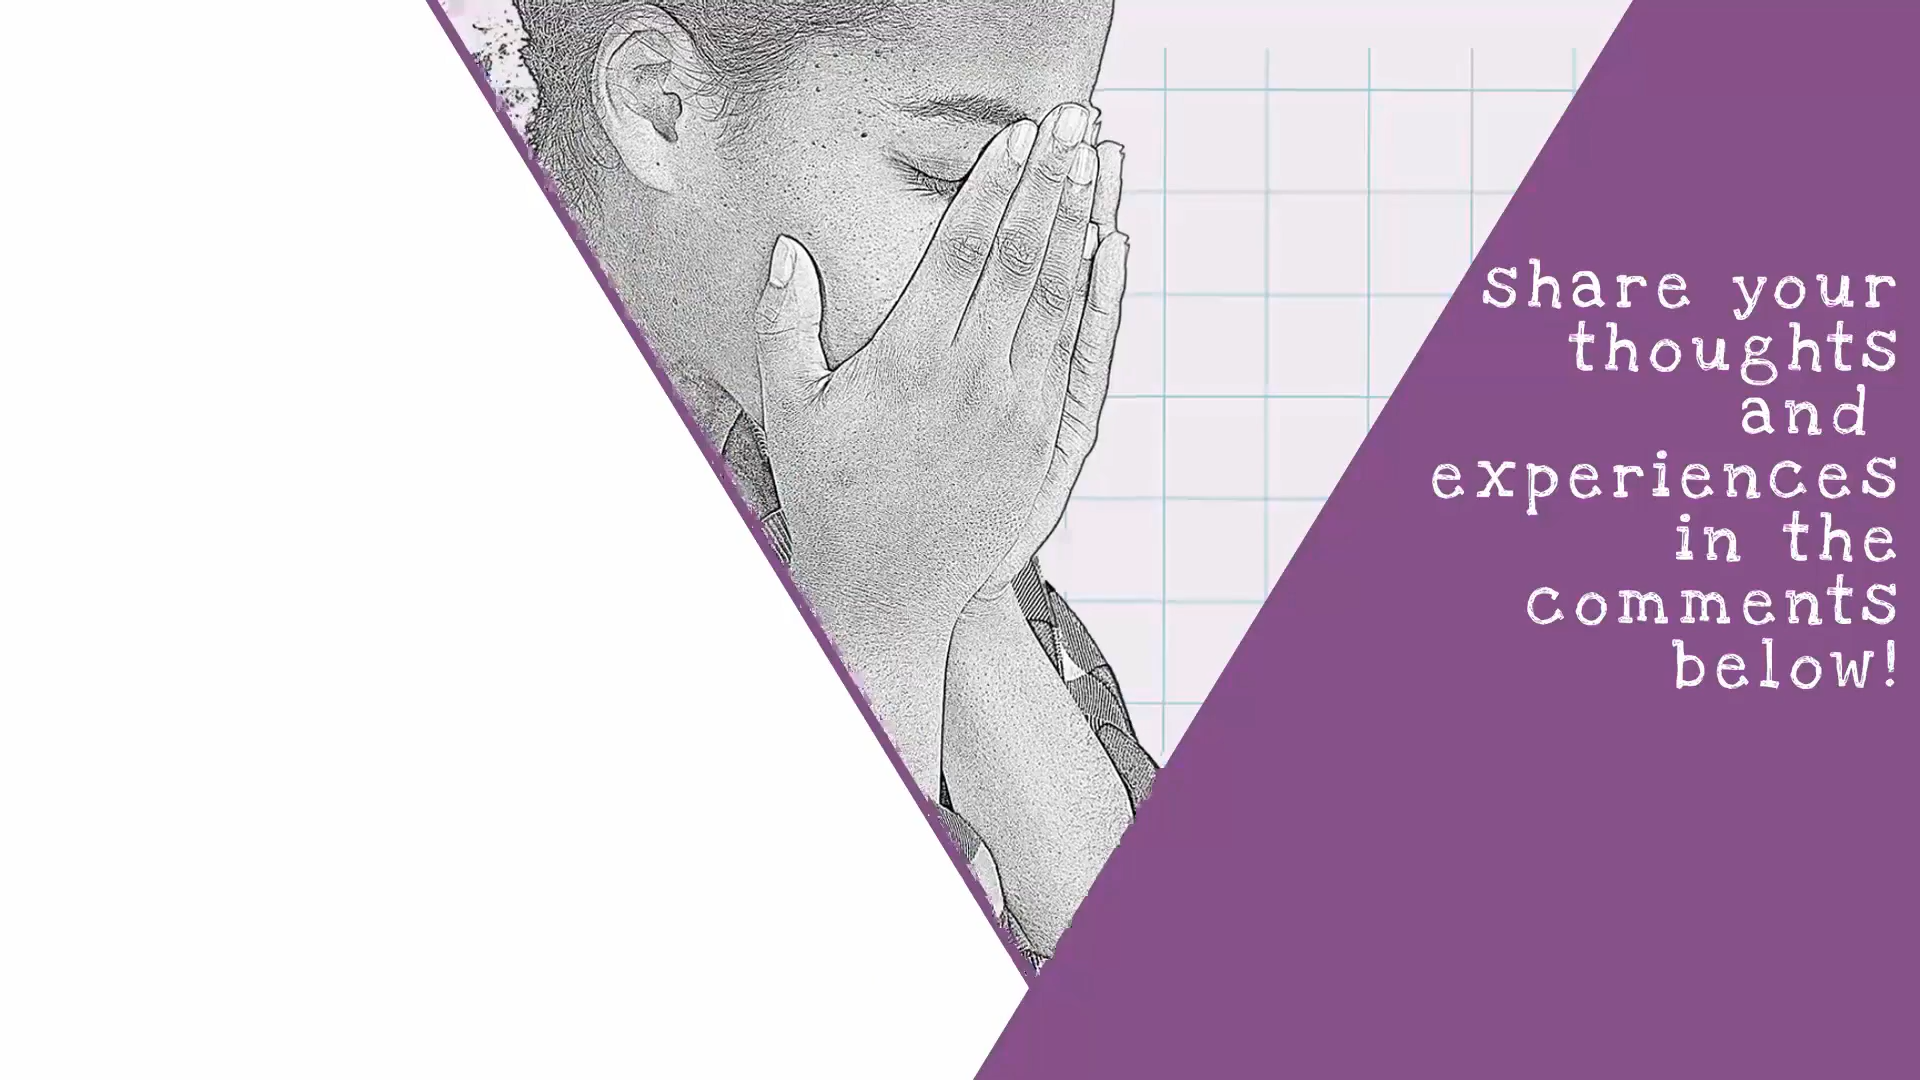 share your
thoughts
and
experiences
in the
comments
below!